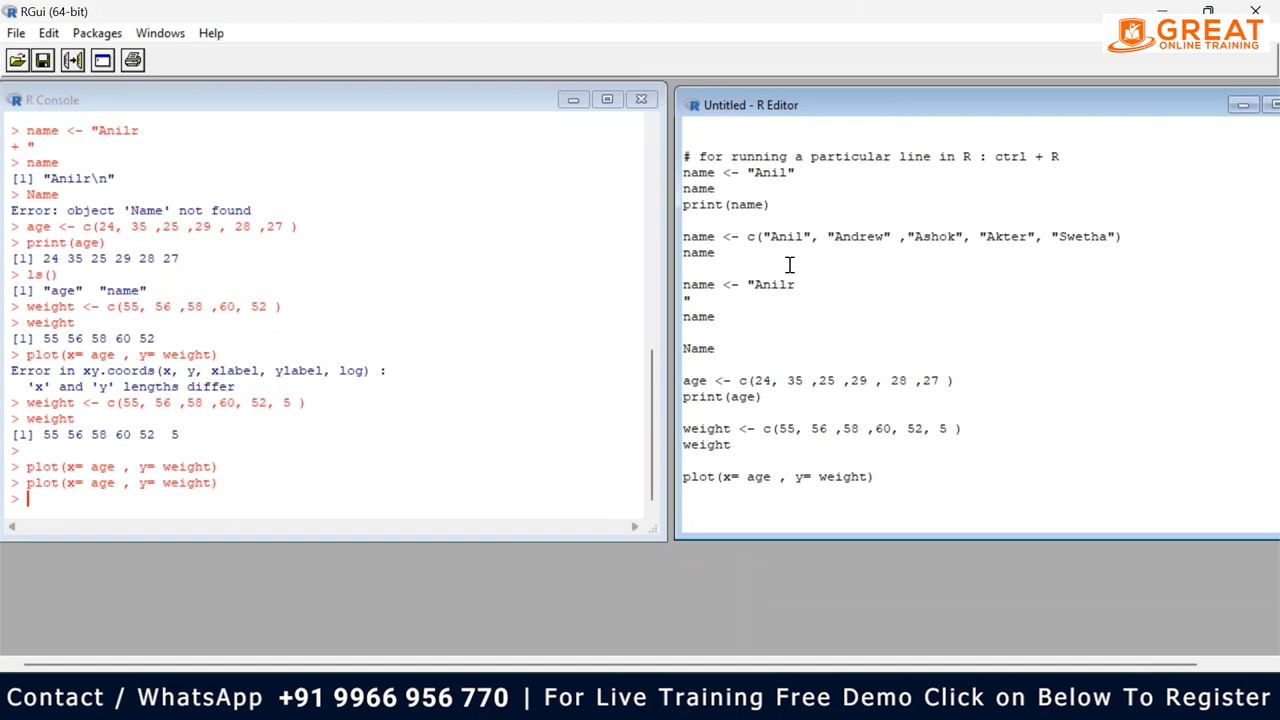 RGui (64-bit)
File Edit Packages Windows Help
GREAT
ONLINE TRAINING
R Console
> name <- "Anilr
+ "
> name
[1] "Anilr\n"
> Name
Error: object 'Name' not found
> age <- c(24, 35 ,25 ,29 , 28 ,27 )
> print(age)
[1] 24 35 25 29 28 27
> ls()
[1] "age"  "name"
> weight <- c(55, 56 ,58 ,60, 52 )
> weight
[1] 55 56 58 60 52
> plot(x= age , y= weight)
Error in xy.coords(x, y, xlabel, ylabel, log) :
  'x' and 'y' lengths differ
> weight <- c(55, 56 ,58 ,60, 52, 5 )
> weight
[1] 55 56 58 60 52  5
>
> plot(x= age , y= weight)
> plot(x= age , y= weight)
>
Untitled - R Editor
# for running a particular line in R : ctrl + R
name <- "Anil"
name
print(name)
name <- c("Anil", "Andrew" ,"Ashok", "Akter", "Swetha")
name
name <- "Anilr
"
name
Name
age <- c(24, 35 ,25 ,29 , 28 ,27 )
print(age)
weight <- c(55, 56 ,58 ,60, 52, 5 )
weight
plot(x= age , y= weight)
Contact / WhatsApp +91 9966 956 770 | For Live Training Free Demo Click on Below To Register